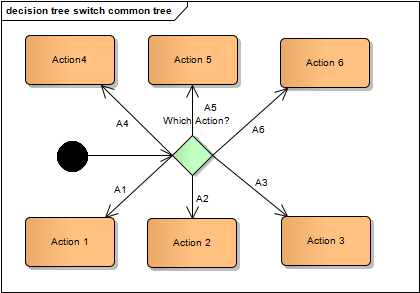 decision tree switch common tree
Action4
Action 5
Action 6
A5
Which Action?
A4
A6
A1
A2
A3
Action 1
Action 2
Action 3